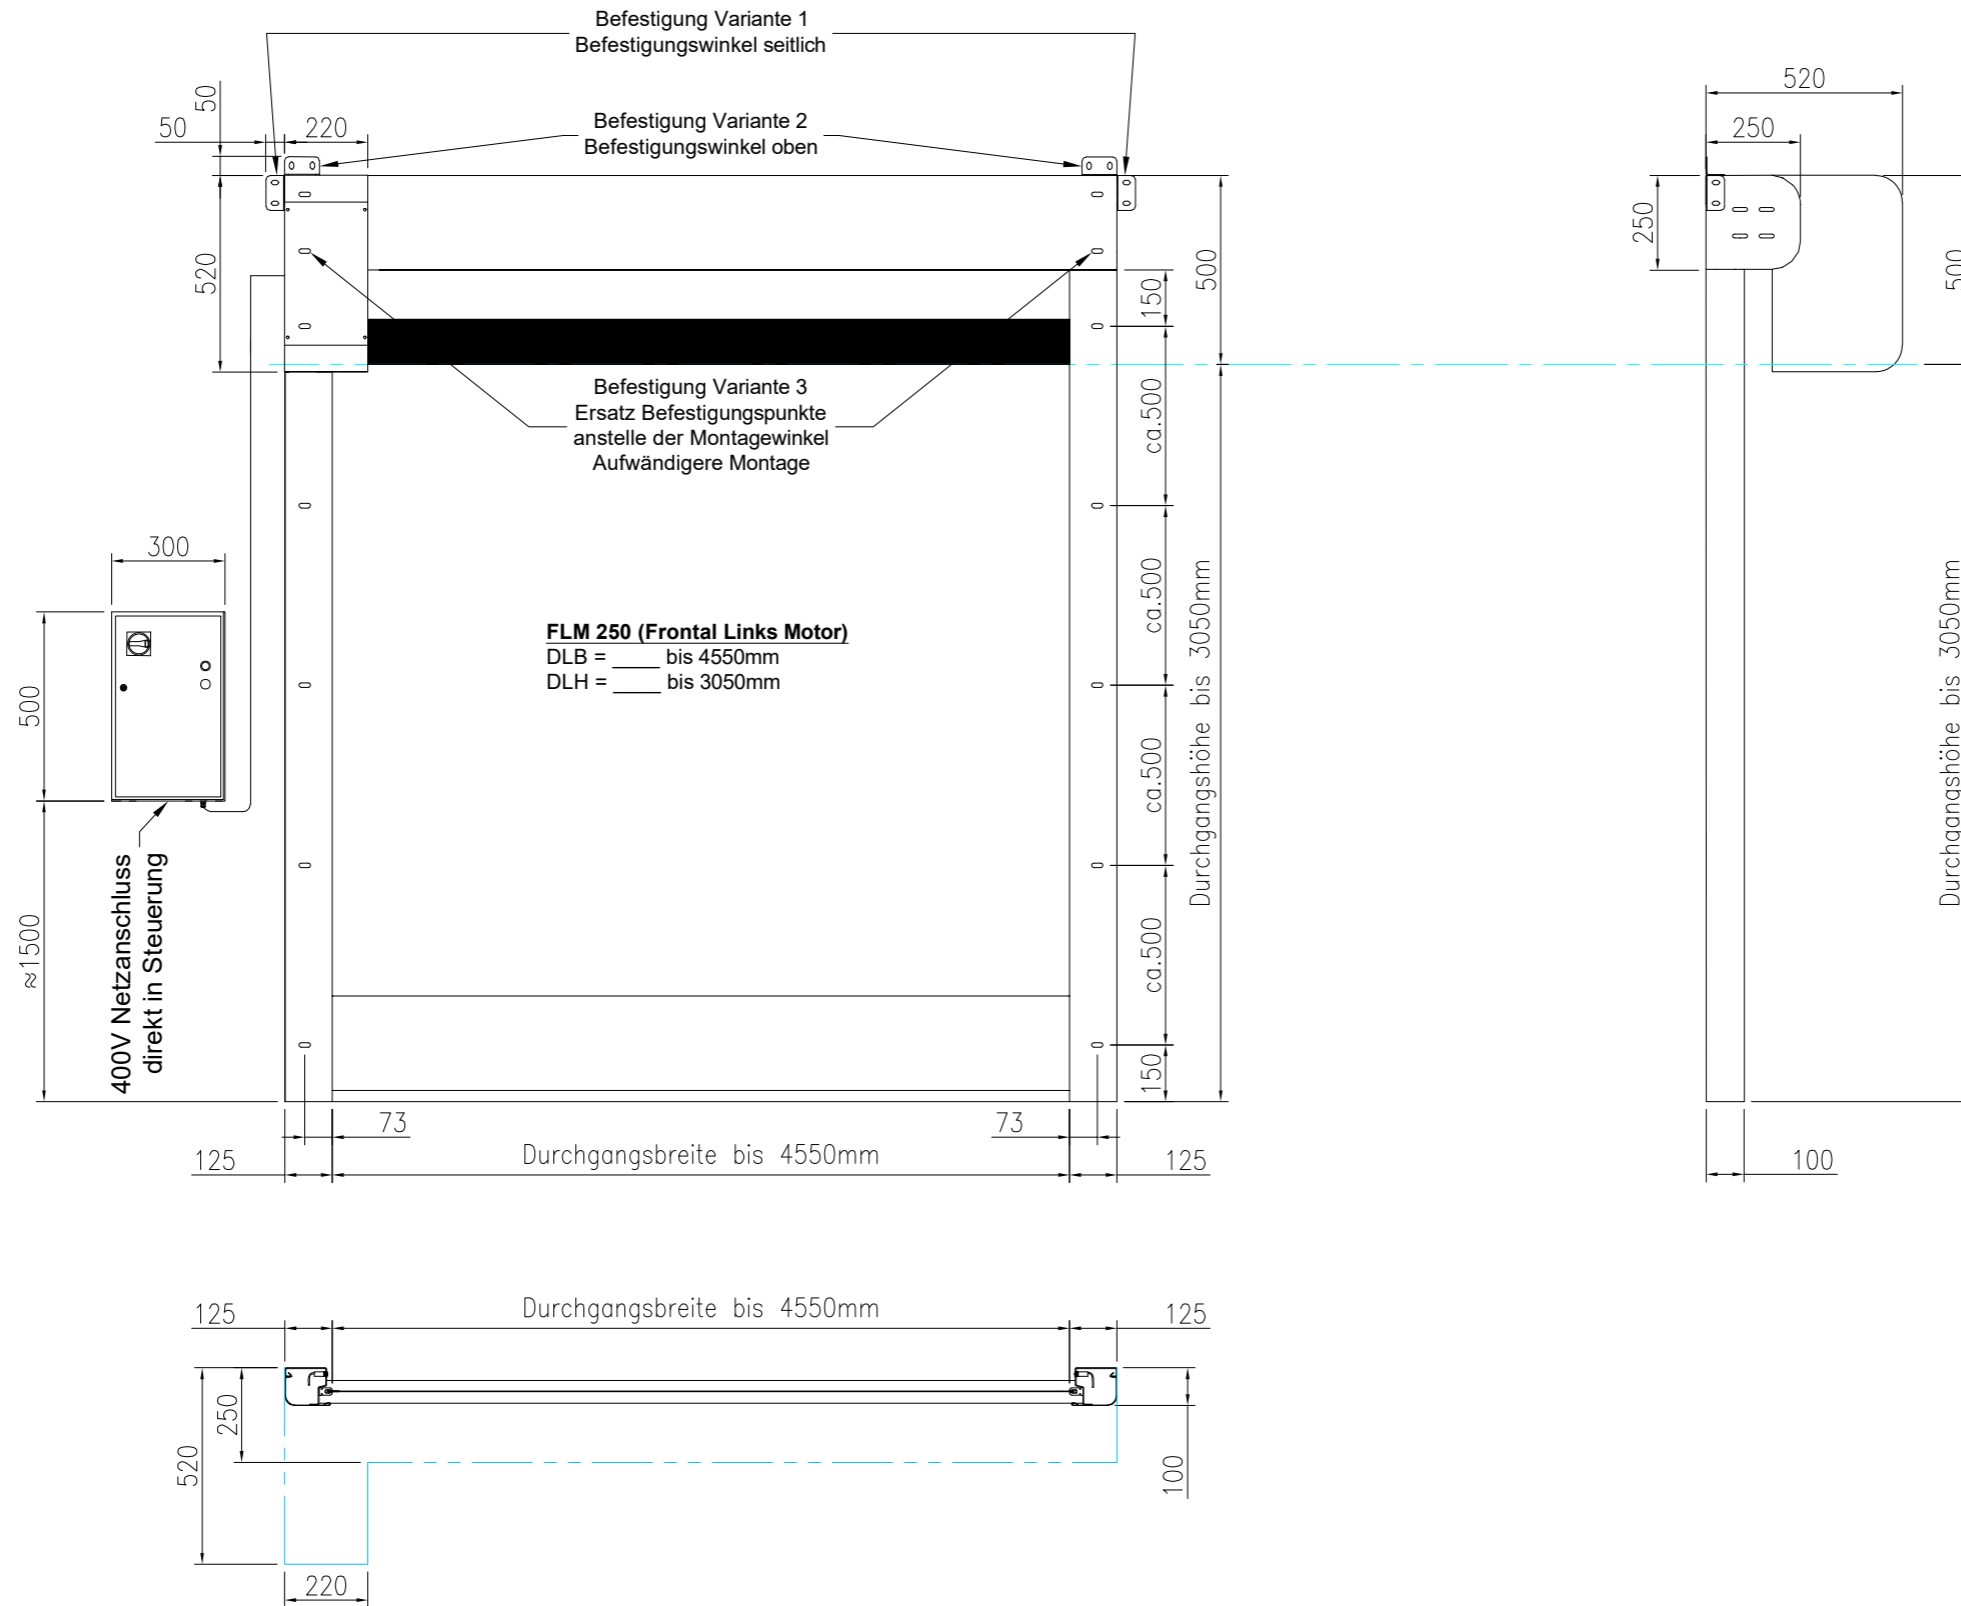 Befestigung Variante 1
Befestigungswinkel seitlich
50
50
220
Befestigung Variante 2
Befestigungswinkel oben
520
250
520
250
500
500
150
Befestigung Variante 3
Ersatz Befestigungspunkte
anstelle der Montagewinkel
Aufwändigere Montage
ca.500
ca.500
ca.500
ca.500
150
Durchgangshöhe bis 3050mm
Durchgangshöhe bis 3050mm
300
500
≈1500
400V Netzanschluss
direkt in Steuerung
FLM 250 (Frontal Links Motor)
DLB = ____ bis 4550mm
DLH = ____ bis 3050mm
73
73
125
Durchgangsbreite bis 4550mm
125
100
125
Durchgangsbreite bis 4550mm
125
250
520
100
220